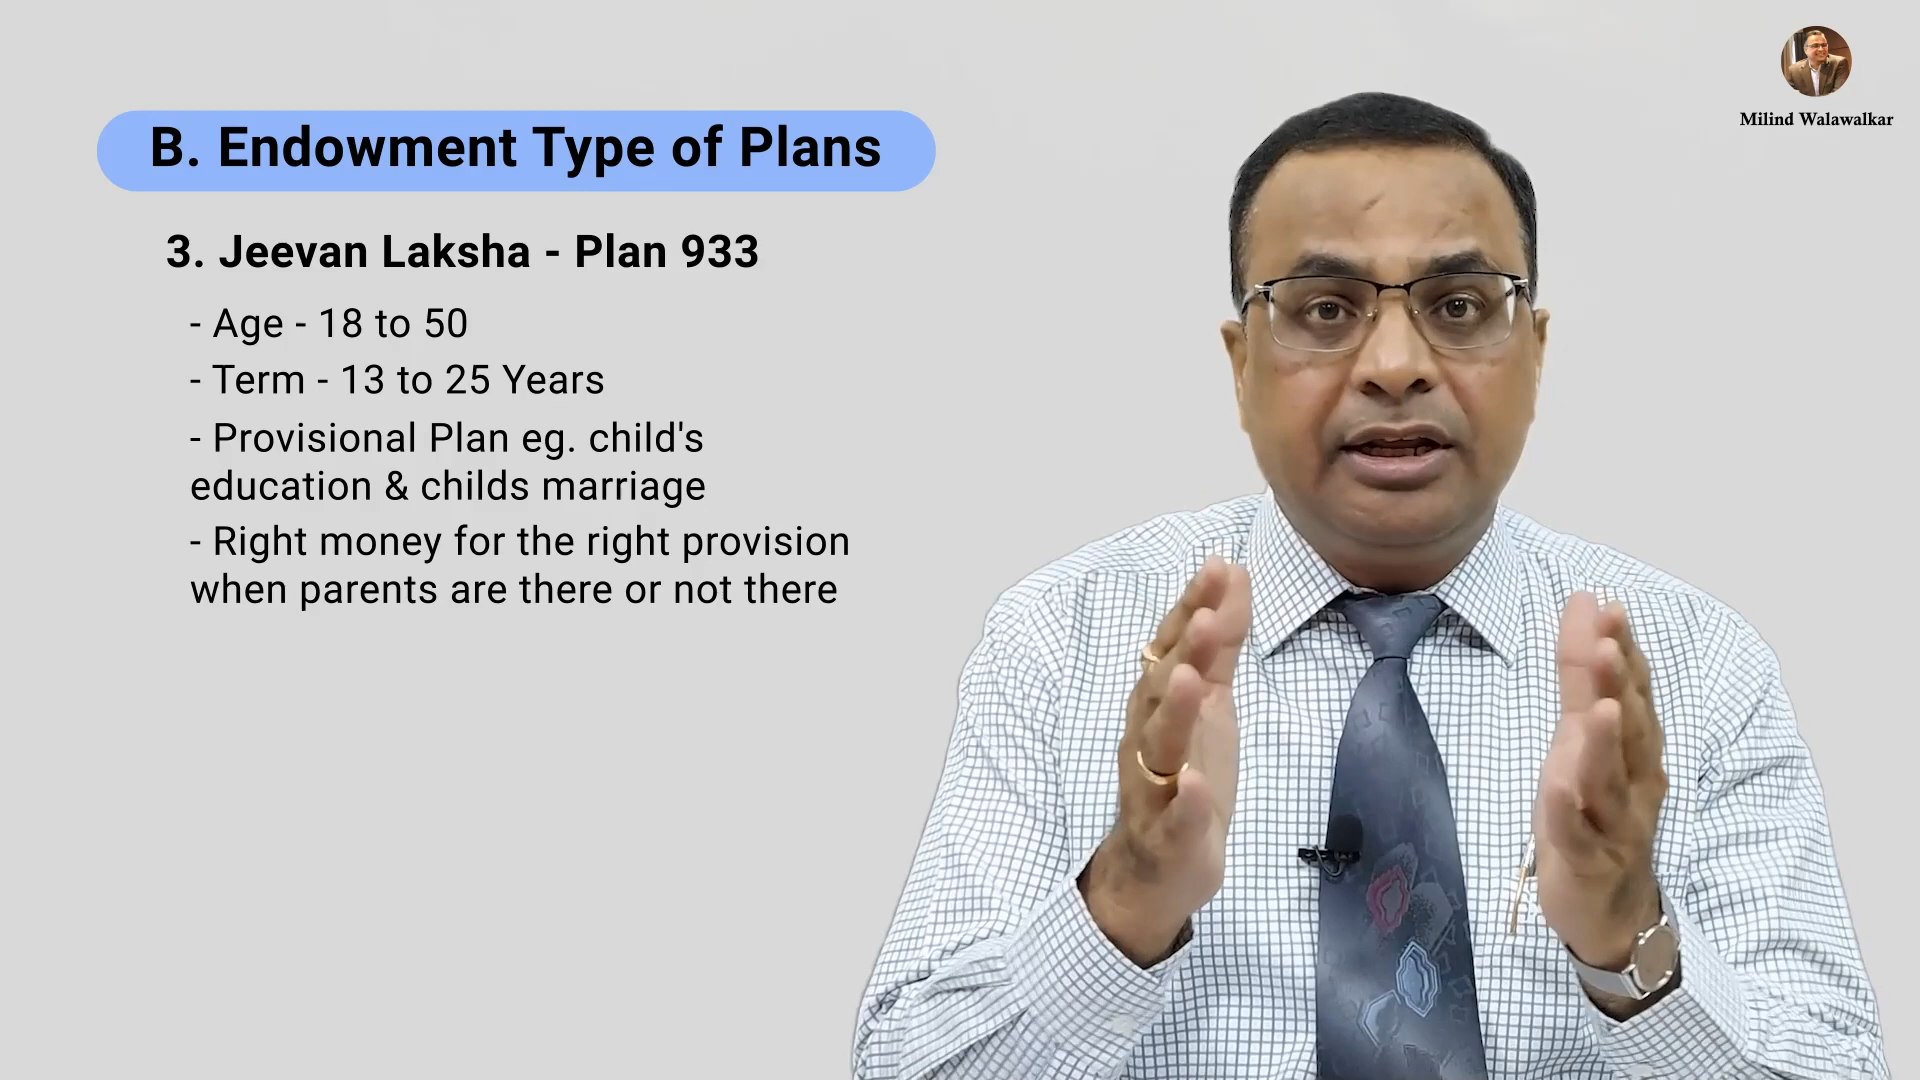 Milind Walawalkar
B. Endowment Type of Plans
3. Jeevan Laksha - Plan 933
- Age - 18 to 50
- Term - 13 to 25 Years
- Provisional Plan eg. child's
education & childs marriage
- Right money for the right provision
when parents are there or not there